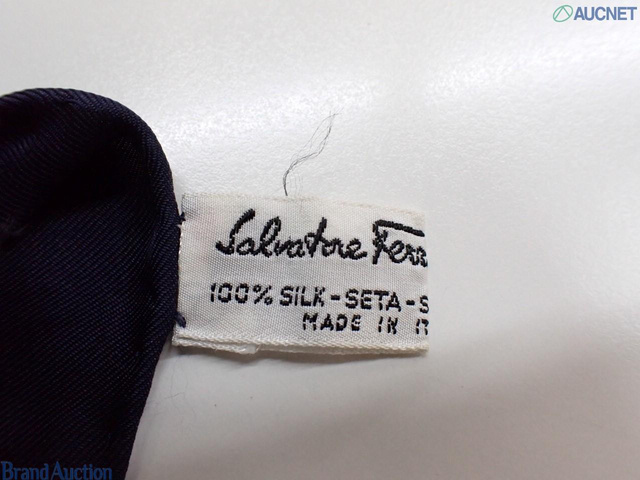 AUCNET
Salvatore Ferr
100% SILK-SETA-S
MADE IN IT
Brand Auction